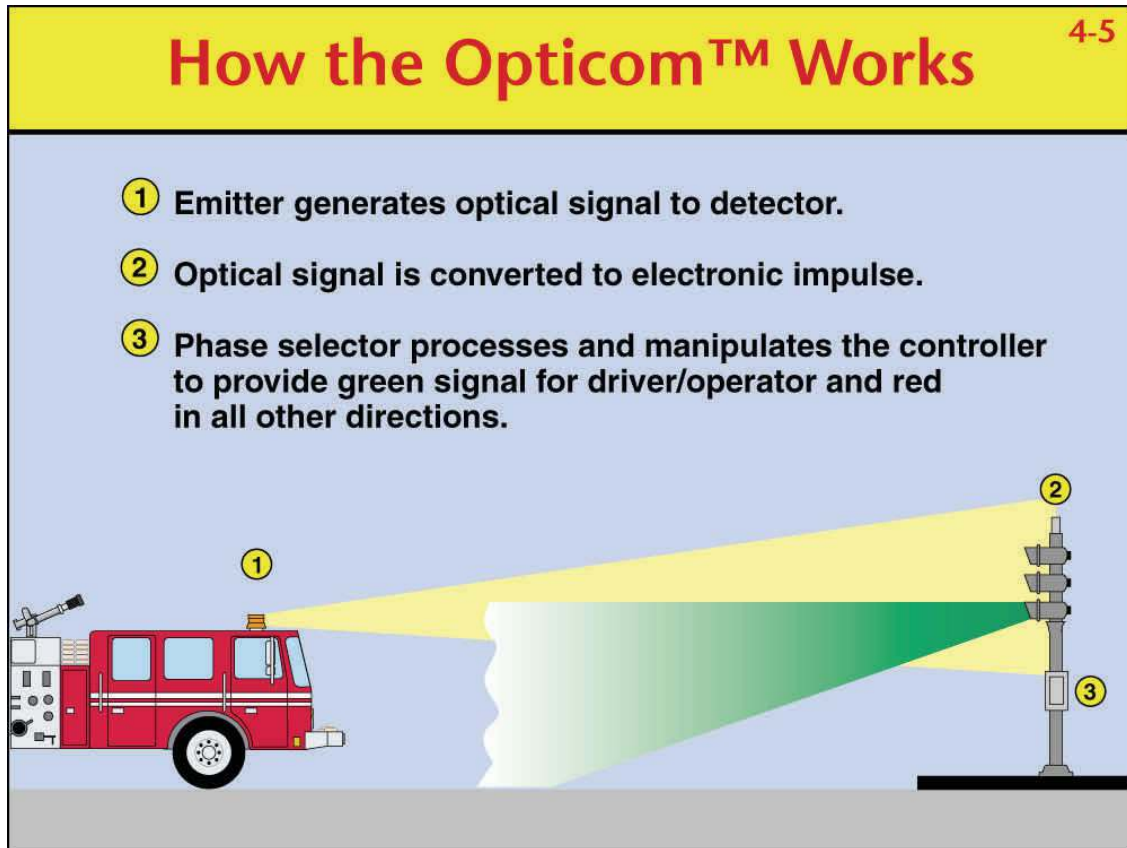 4-5
How the Opticom™ Works
1 Emitter generates optical signal to detector.
2 Optical signal is converted to electronic impulse.
3 Phase selector processes and manipulates the controller
to provide green signal for driver/operator and red
in all other directions.
2
1
3